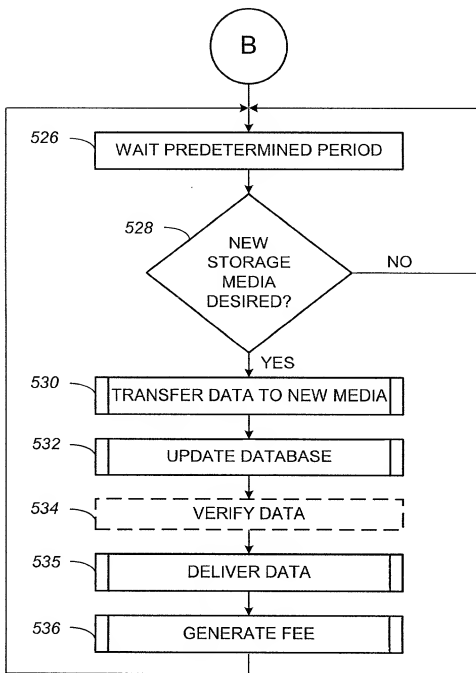 B
526
WAIT PREDETERMINED PERIOD
528
NEW
STORAGE
MEDIA
DESIRED?
NO
YES
530
TRANSFER DATA TO NEW MEDIA
532
UPDATE DATABASE
534
VERIFY DATA
535
DELIVER DATA
536
GENERATE FEE